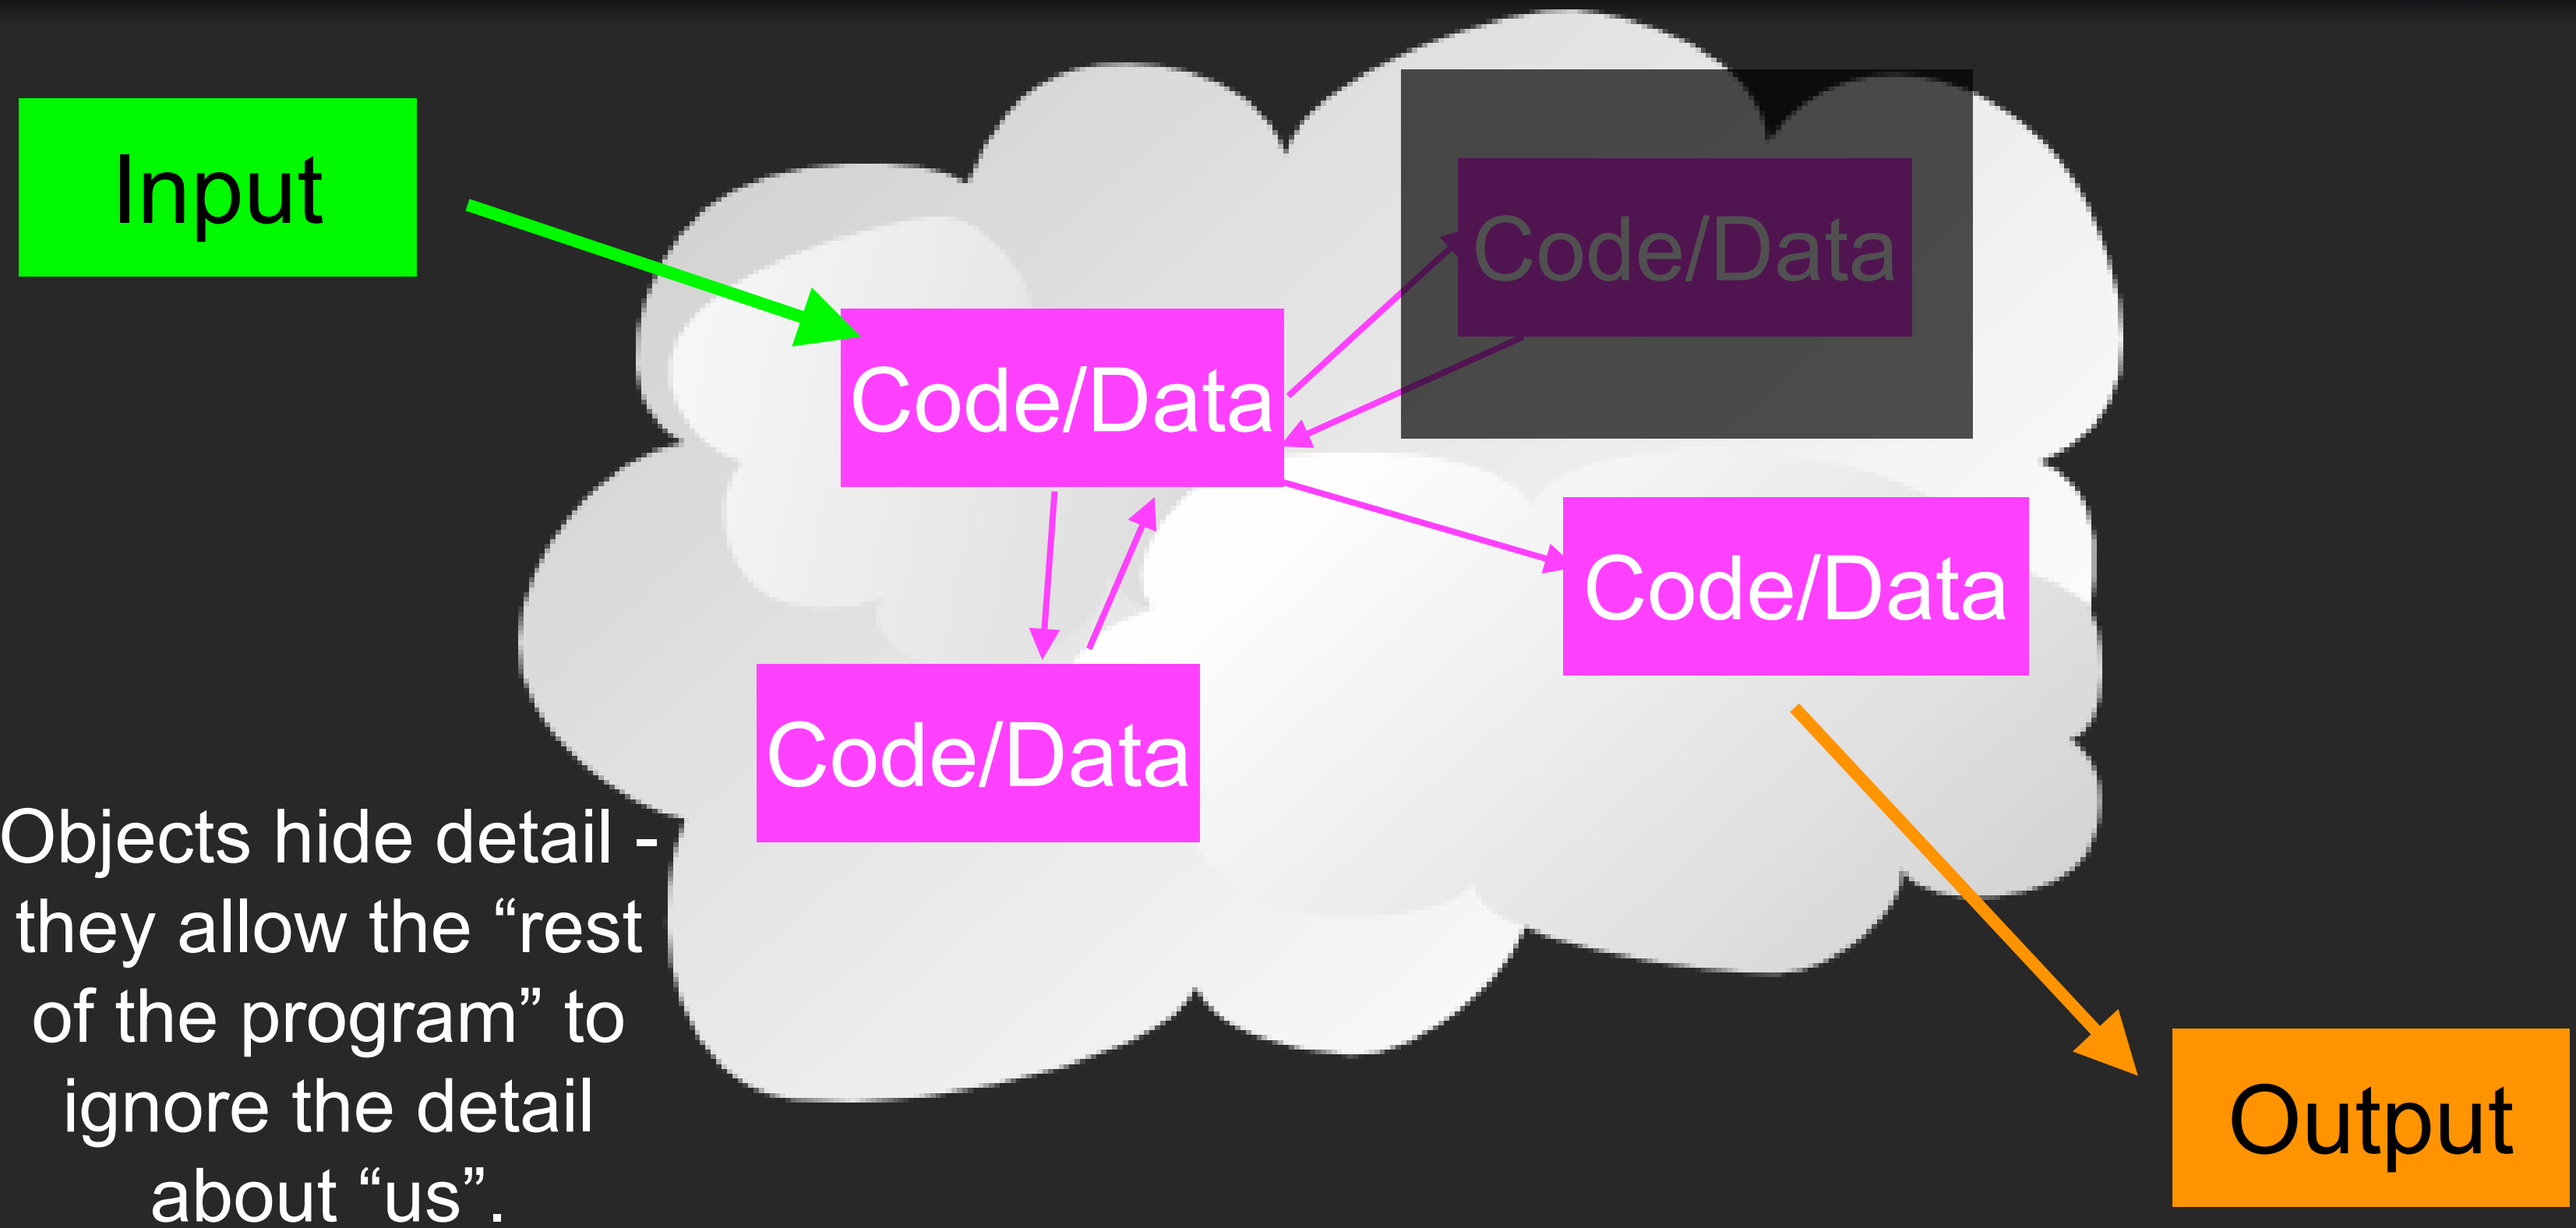 Input
Code/Data
Code/Data
Code/Data
Code/Data
Objects hide detail -
they allow the “rest
of the program” to
ignore the detail
about “us”.
Output